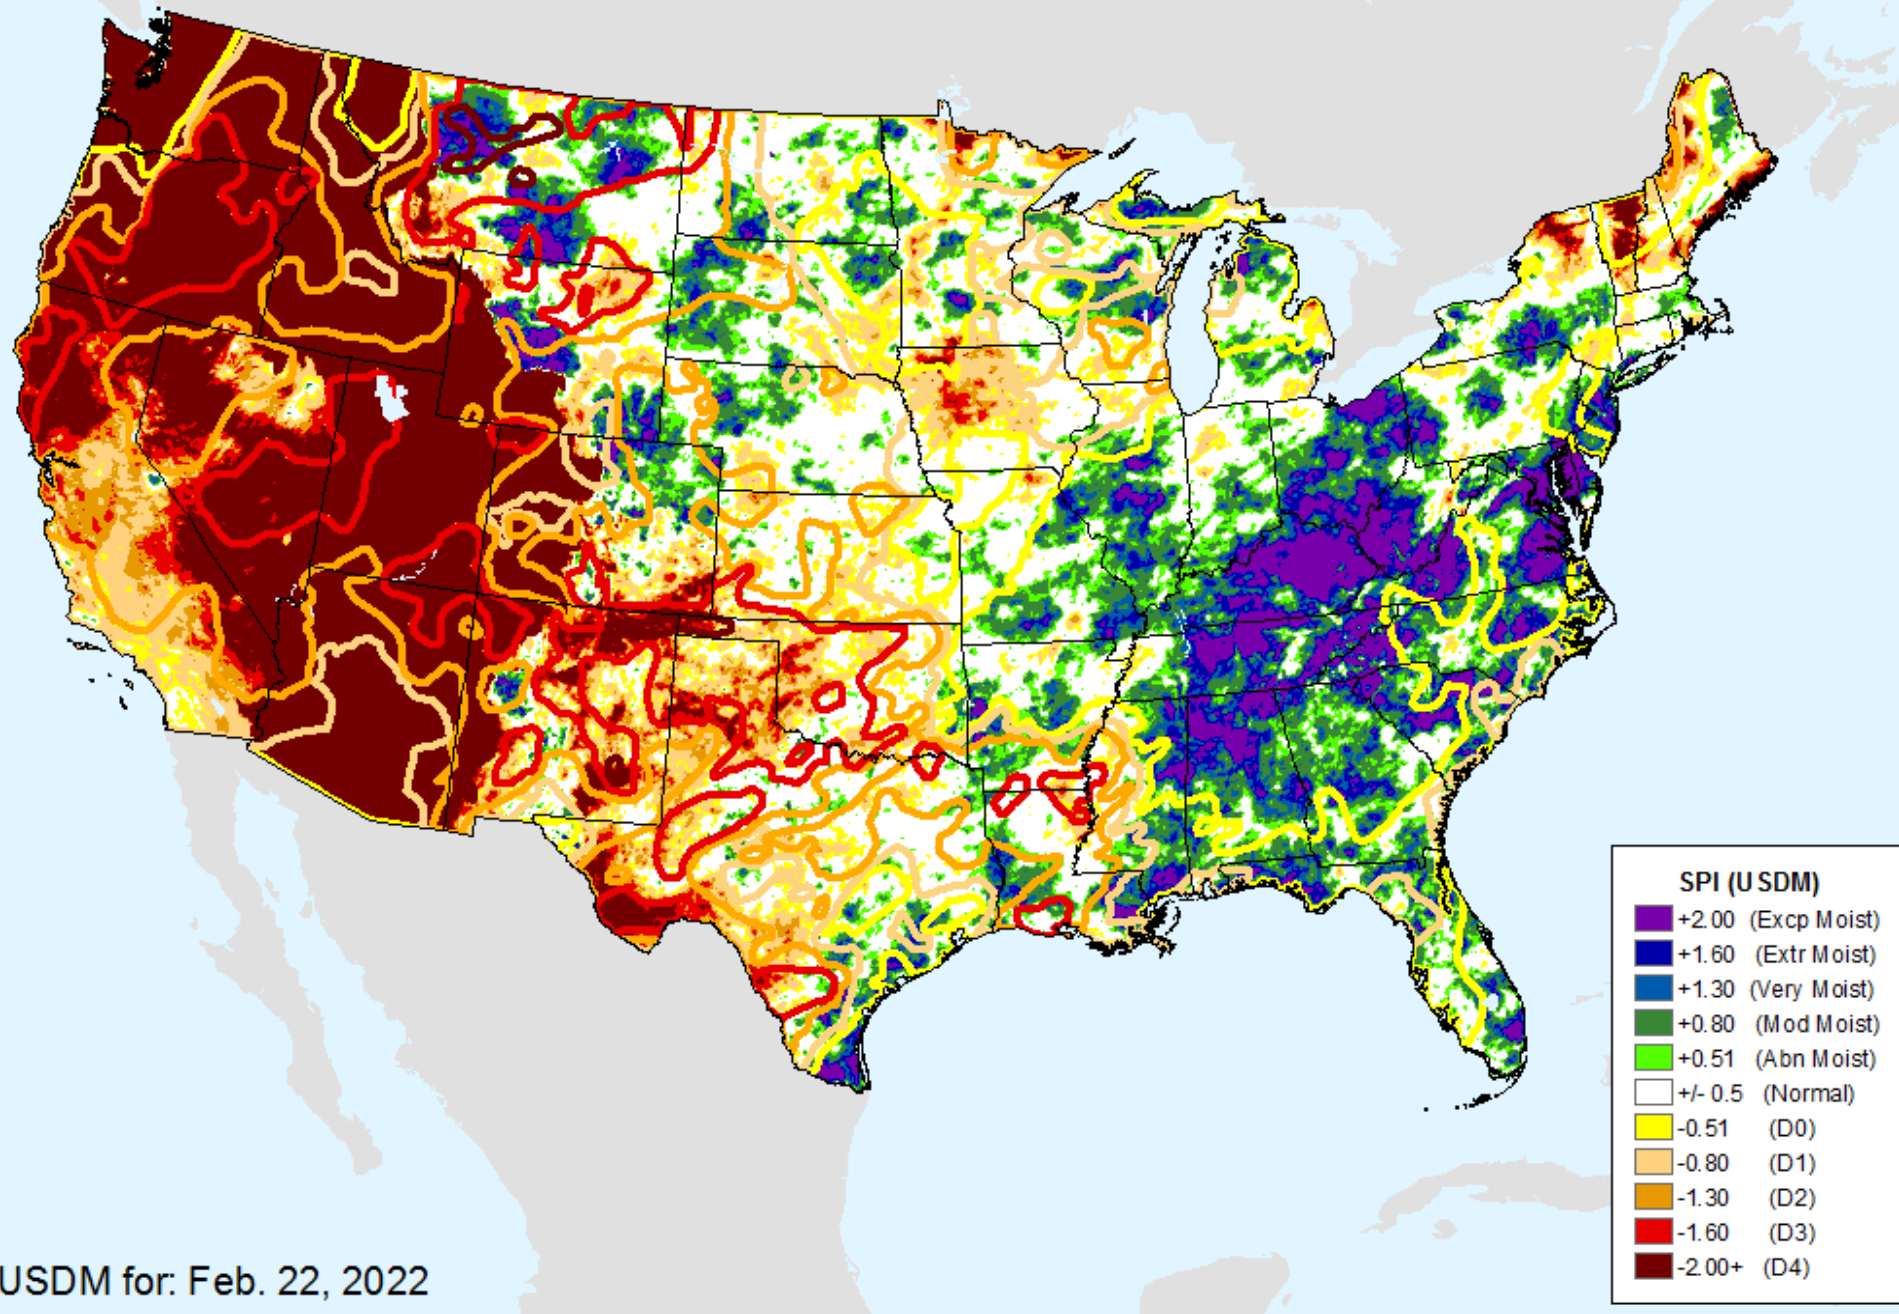 SPI (USDM)
+2.00 (Excp Moist)
+1.60 (Extr Moist)
+1.30 (Very Moist)
+0.80 (Mod Moist)
+0.51 (Abn Moist)
+/- 0.5 (Normal)
-0.51 (D0)
-0.80 (D1)
-1.30 (D2)
-1.60 (D3)
-2.00+ (D4)
USDM for: Feb. 22, 2022